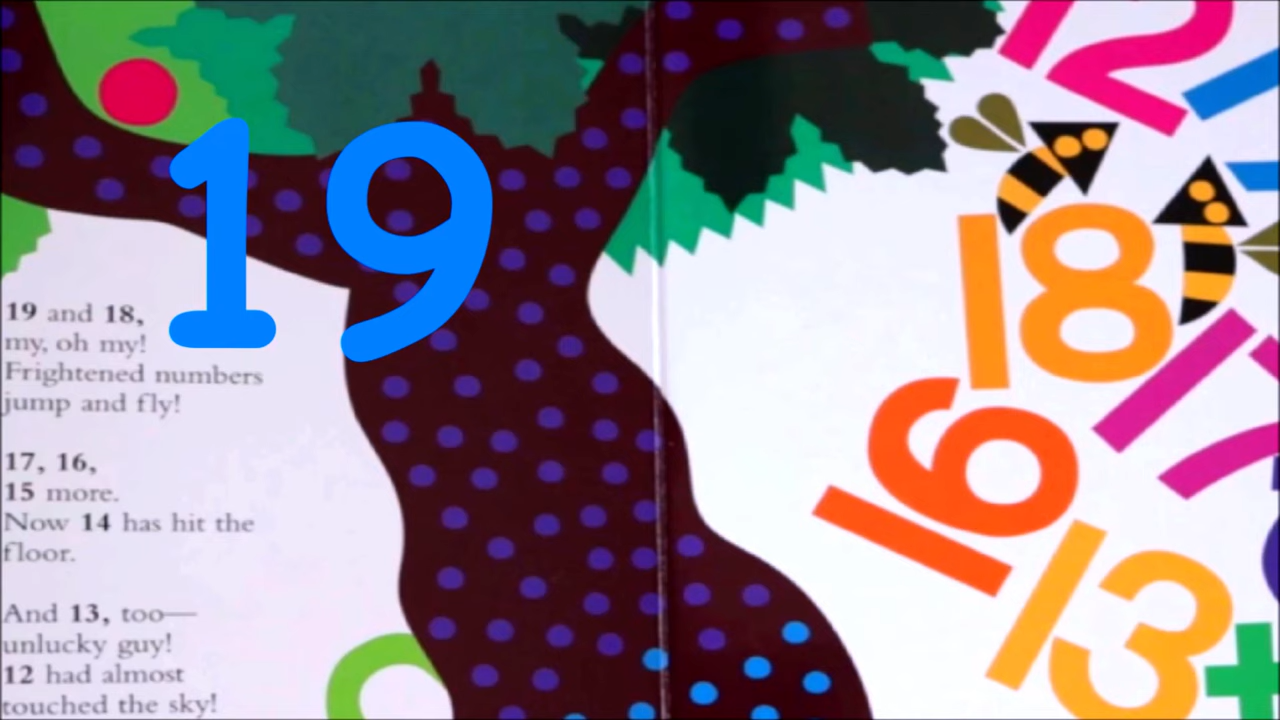 19
19 and 18,
my, oh my!
Frightened numbers
jump and fly!
17, 16,
15 more.
Now 14 has hit the
floor.
And 13, too—
unlucky guy!
12 had almost
touched the sky!
12
18
17
16
13